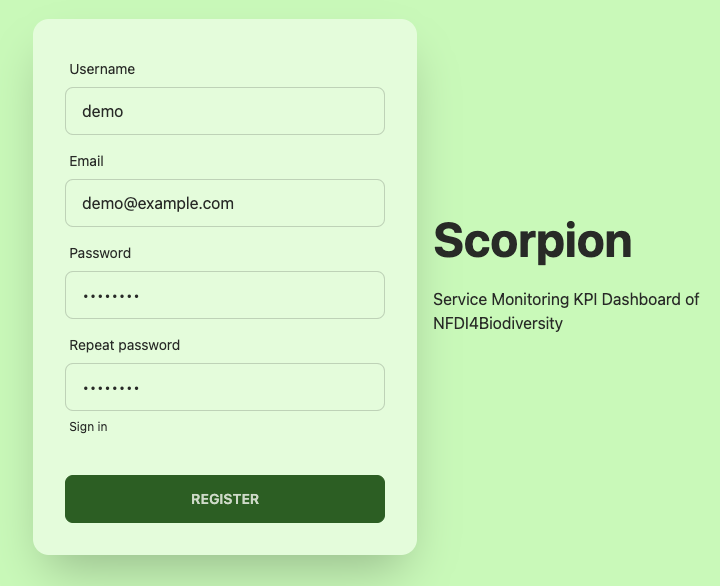 Username
demo
Email
demo@example.com
Password
••••••••
Repeat password
••••••••
Sign in
REGISTER
Scorpion
Service Monitoring KPI Dashboard of
NFDI4Biodiversity